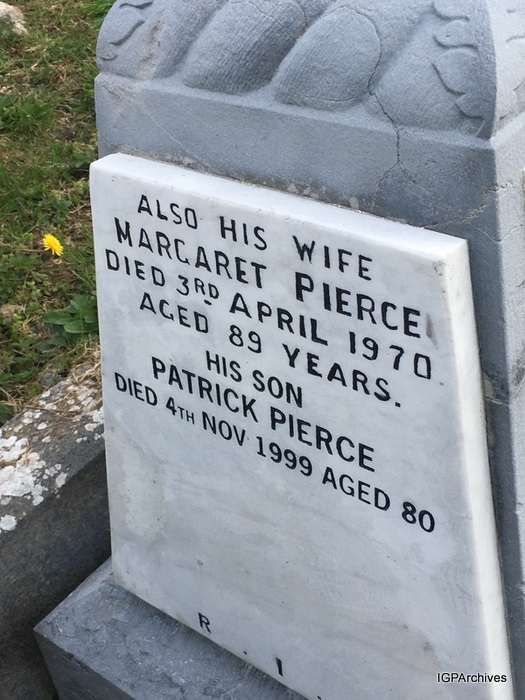 ALSO HIS WIFE
MARGARET PIERCE
DIED 3RD APRIL 1970
AGED 89 YEARS.
HIS SON
PATRICK PIERCE
DIED 4TH NOV 1999 AGED 80
R. I.
IGPArchives